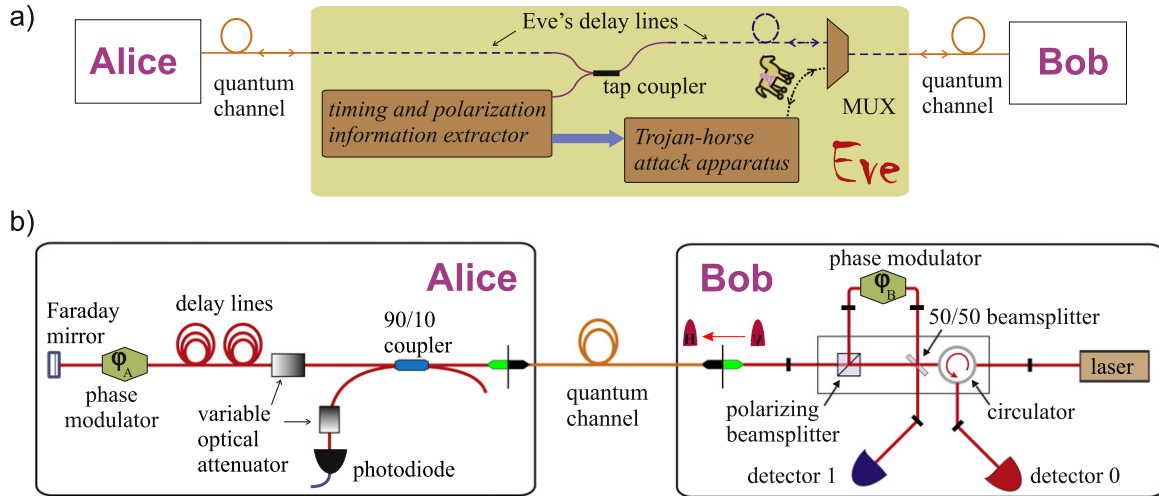 a)
Alice
quantum
channel
Eve's delay lines
tap coupler
timing and polarization
information extractor
Trojan-horse
attack apparatus
MUX
Eve
quantum
channel
Bob
b)
Alice
Faraday
mirror
φA
phase
modulator
delay lines
variable
optical
attenuator
90/10
coupler
photodiode
quantum
channel
Bob
H
V
phase modulator
φB
50/50 beamsplitter
polarizing
beamsplitter
circulator
laser
detector 1
detector 0